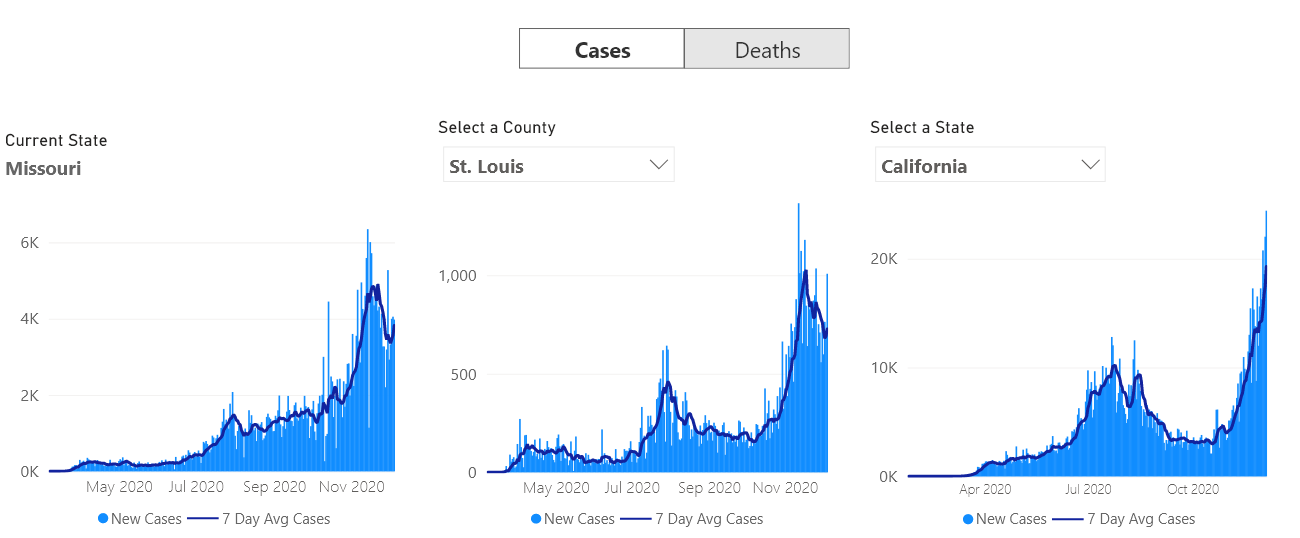 Cases Deaths
Current State
Missouri
Select a County
St. Louis
Select a State
California
6K
4K
2K
0K
May 2020 Jul 2020 Sep 2020 Nov 2020
New Cases 7 Day Avg Cases
1,000
500
0
May 2020 Jul 2020 Sep 2020 Nov 2020
New Cases 7 Day Avg Cases
20K
10K
0K
Apr 2020 Jul 2020 Oct 2020
New Cases 7 Day Avg Cases